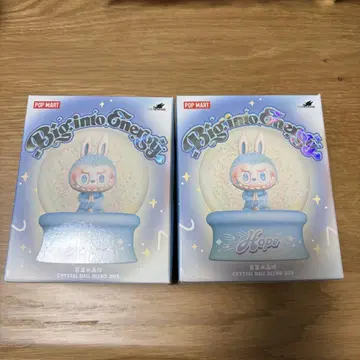 POP MART
Big into Energy
Hope
CRYSTAL BALL BLIND BOX
POP MART
Big into Energy
Hope
CRYSTAL BALL BLIND BOX